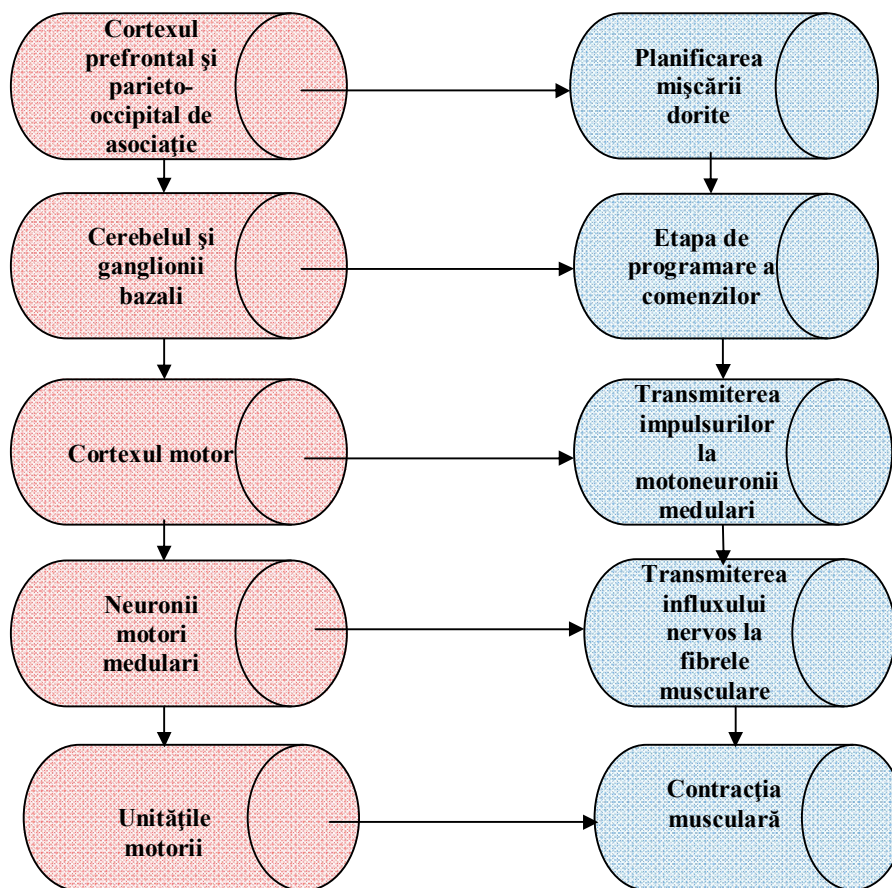 Cortexul
prefrontal şi
parieto-
occipital de
asociaţie
Planificarea
mişcării
dorite
Cerebelul şi
ganglionii
bazali
Etapa de
programare a
comenzilor
Cortexul motor
Transmiterea
impulsurilor
la
motoneuronii
medulari
Neuronii
motori
medulari
Transmiterea
influxului
nervos la
fibrele
musculare
Unităţile
motorii
Contracţia
musculară